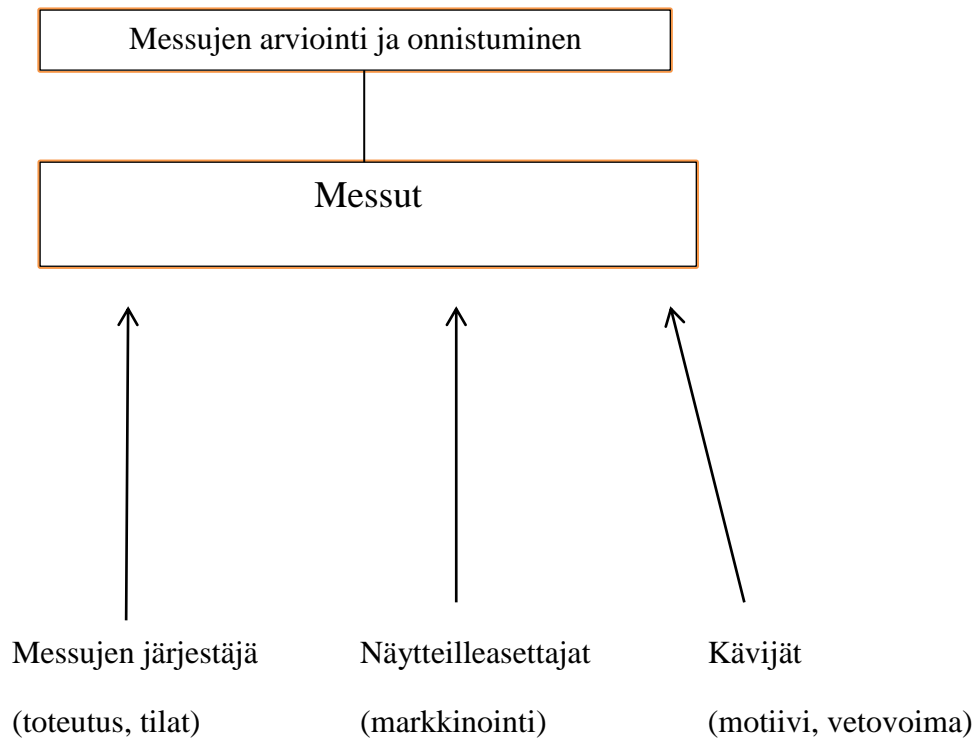 Messujen arviointi ja onnistuminen
Messut
Messujen järjestäjä
Näytteilleasettajat
Kävijät
(toteutus, tilat)
(markkinointi)
(motiivi, vetovoima)